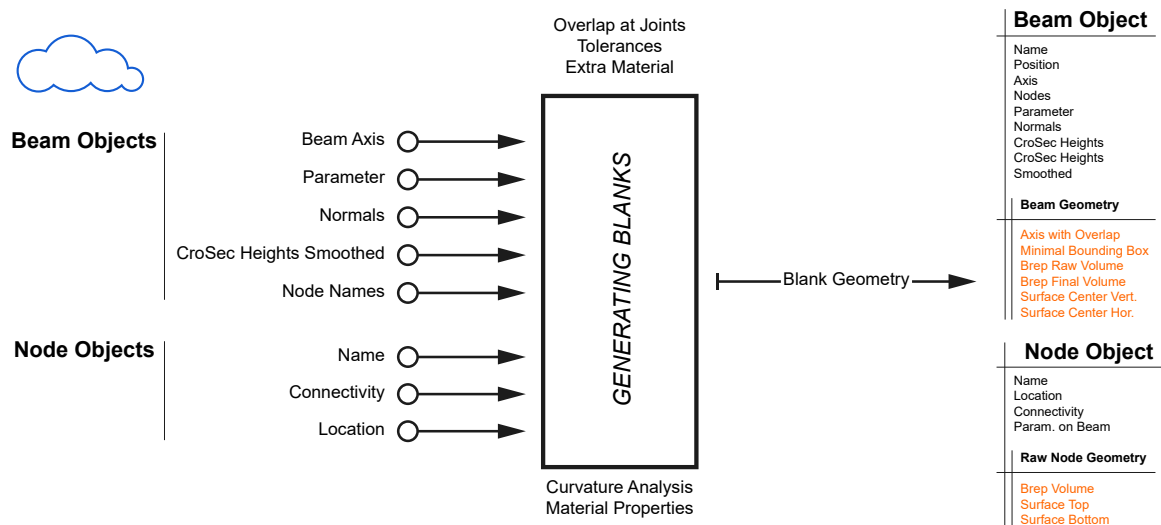 Overlap at Joints
Tolerances
Extra Material
Beam Objects
Beam Axis
Parameter
Normals
CroSec Heights Smoothed
Node Names
Node Objects
Name
Connectivity
Location
GENERATING BLANKS
Curvature Analysis
Material Properties
Blank Geometry
Beam Object
Name
Position
Axis
Nodes
Parameter
Normals
CroSec Heights
CroSec Heights
Smoothed
Beam Geometry
Axis with Overlap
Minimal Bounding Box
Brep Raw Volume
Brep Final Volume
Surface Center Vert.
Surface Center Hor.
Node Object
Name
Location
Connectivity
Param. on Beam
Raw Node Geometry
Brep Volume
Surface Top
Surface Bottom